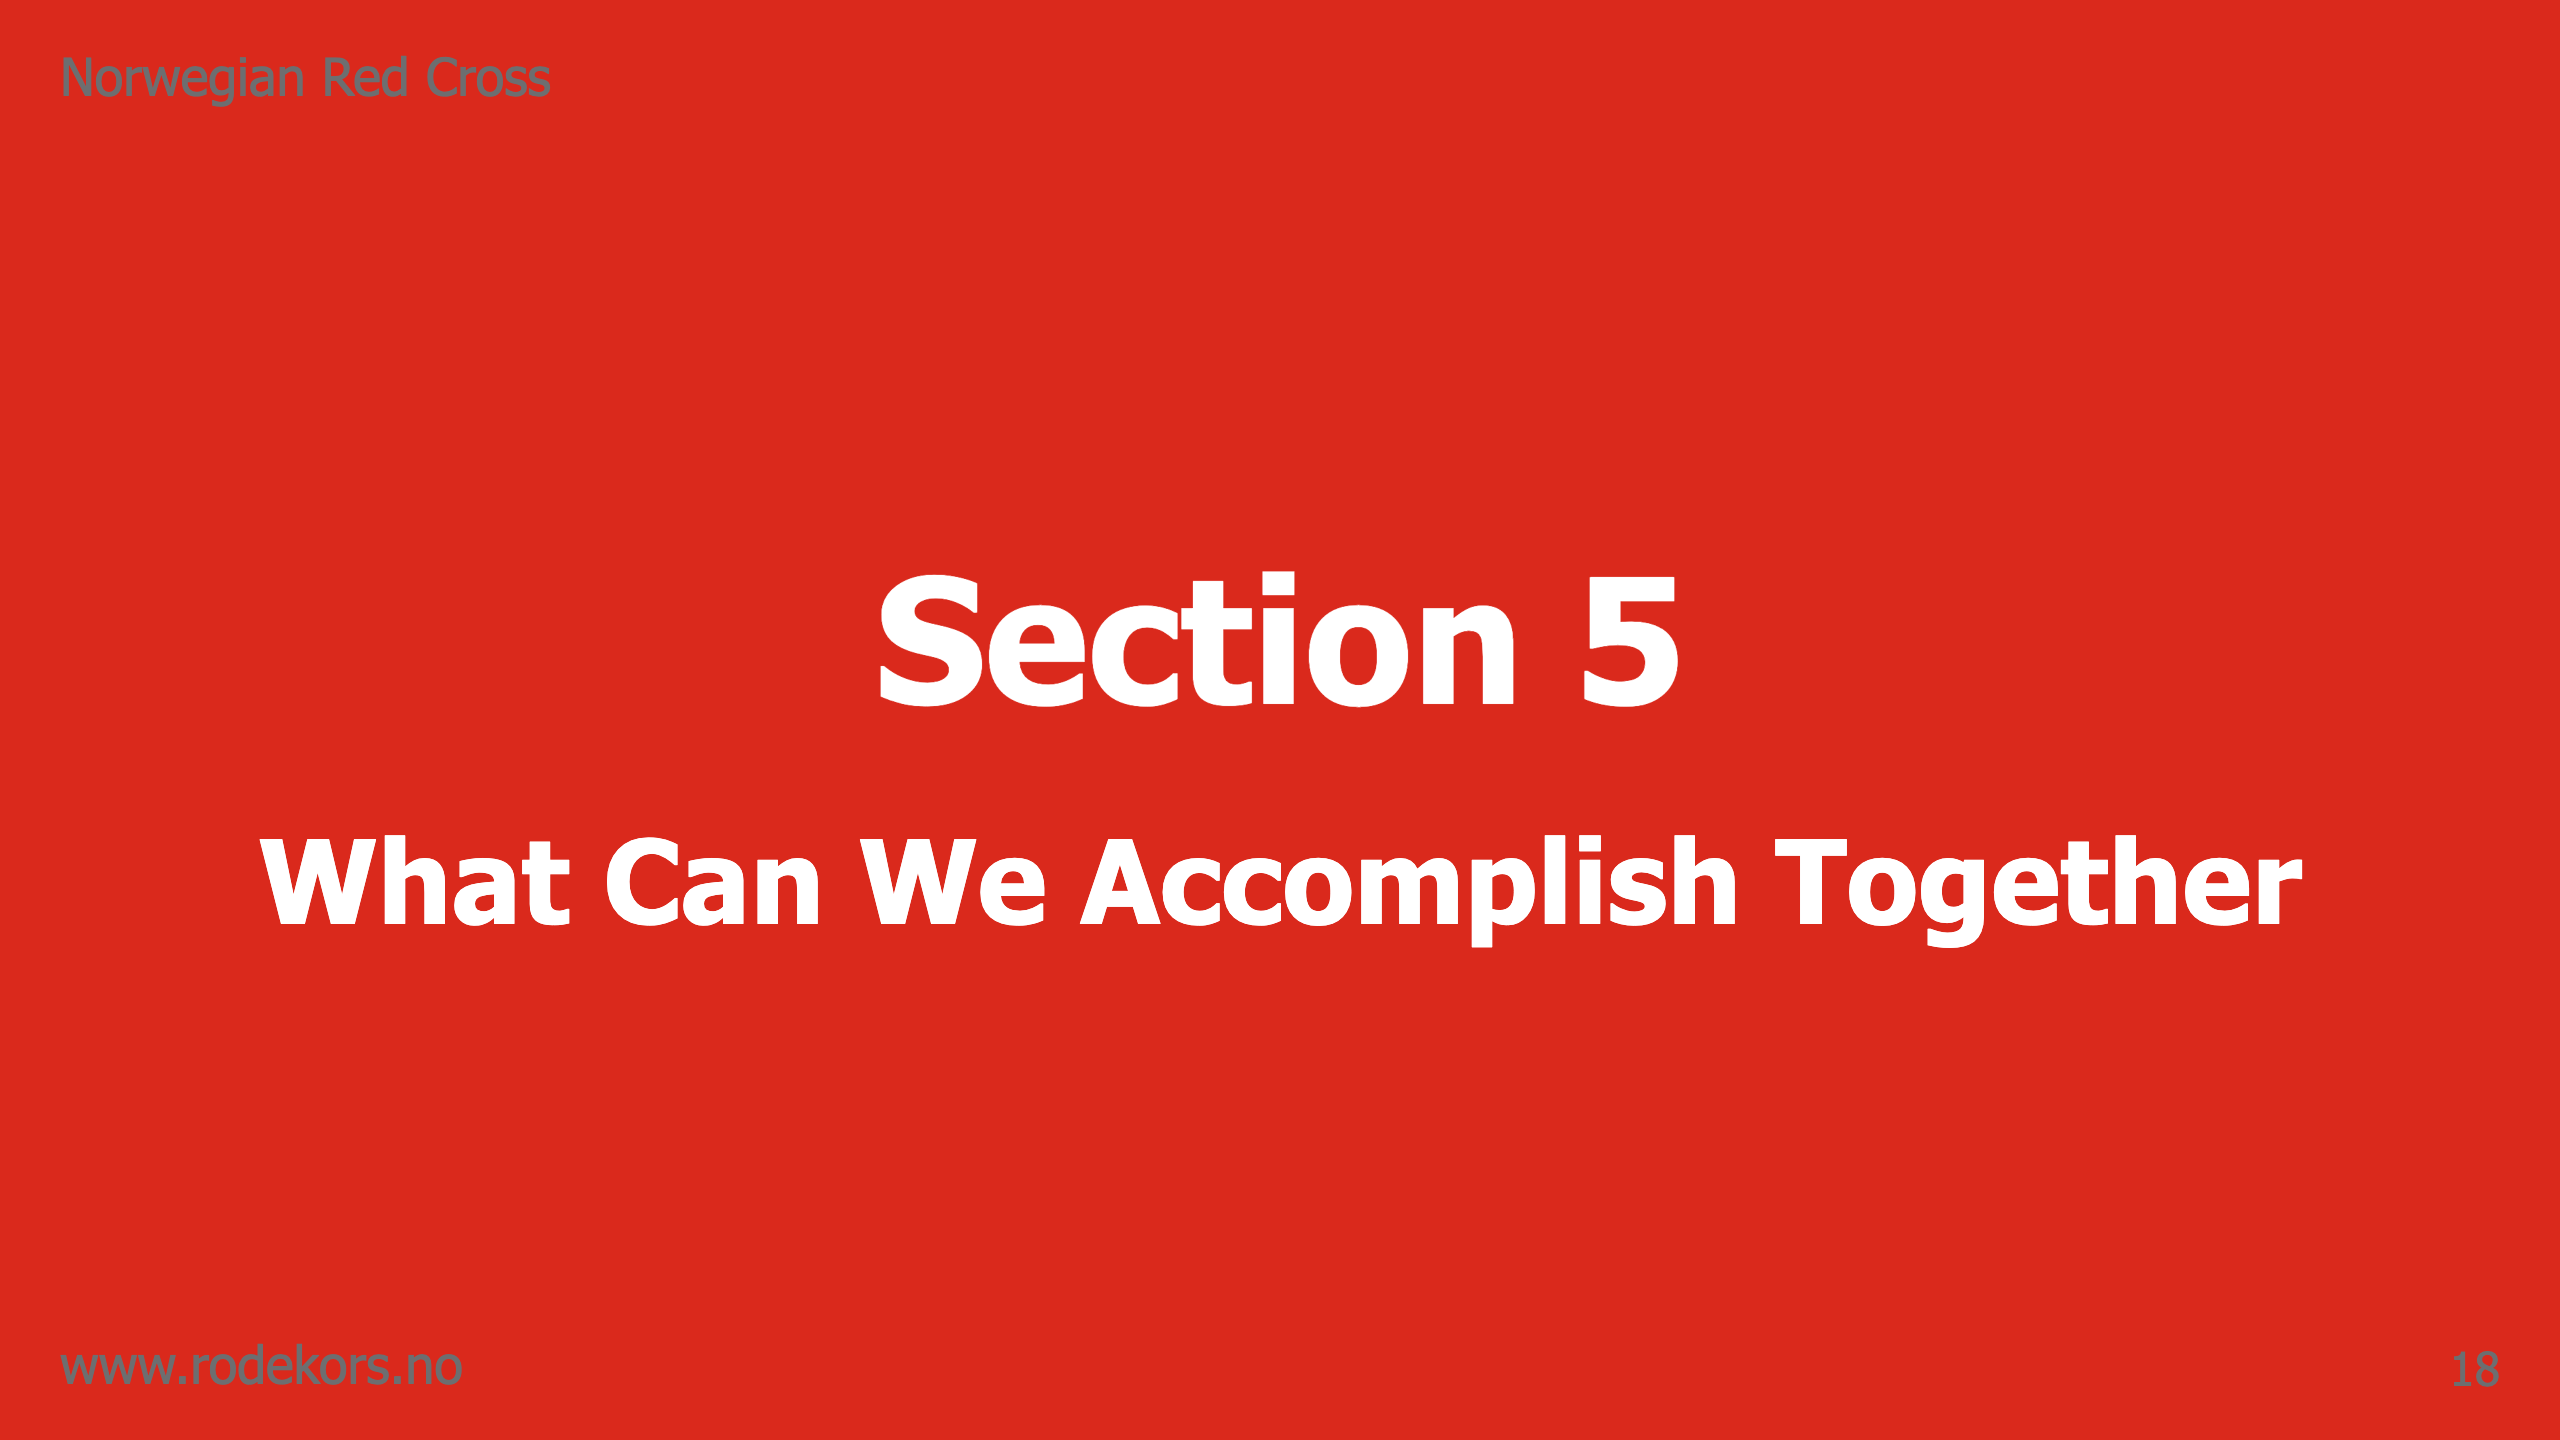 Norwegian Red Cross
Section 5
What Can We Accomplish Together
www.rodekors.no
18